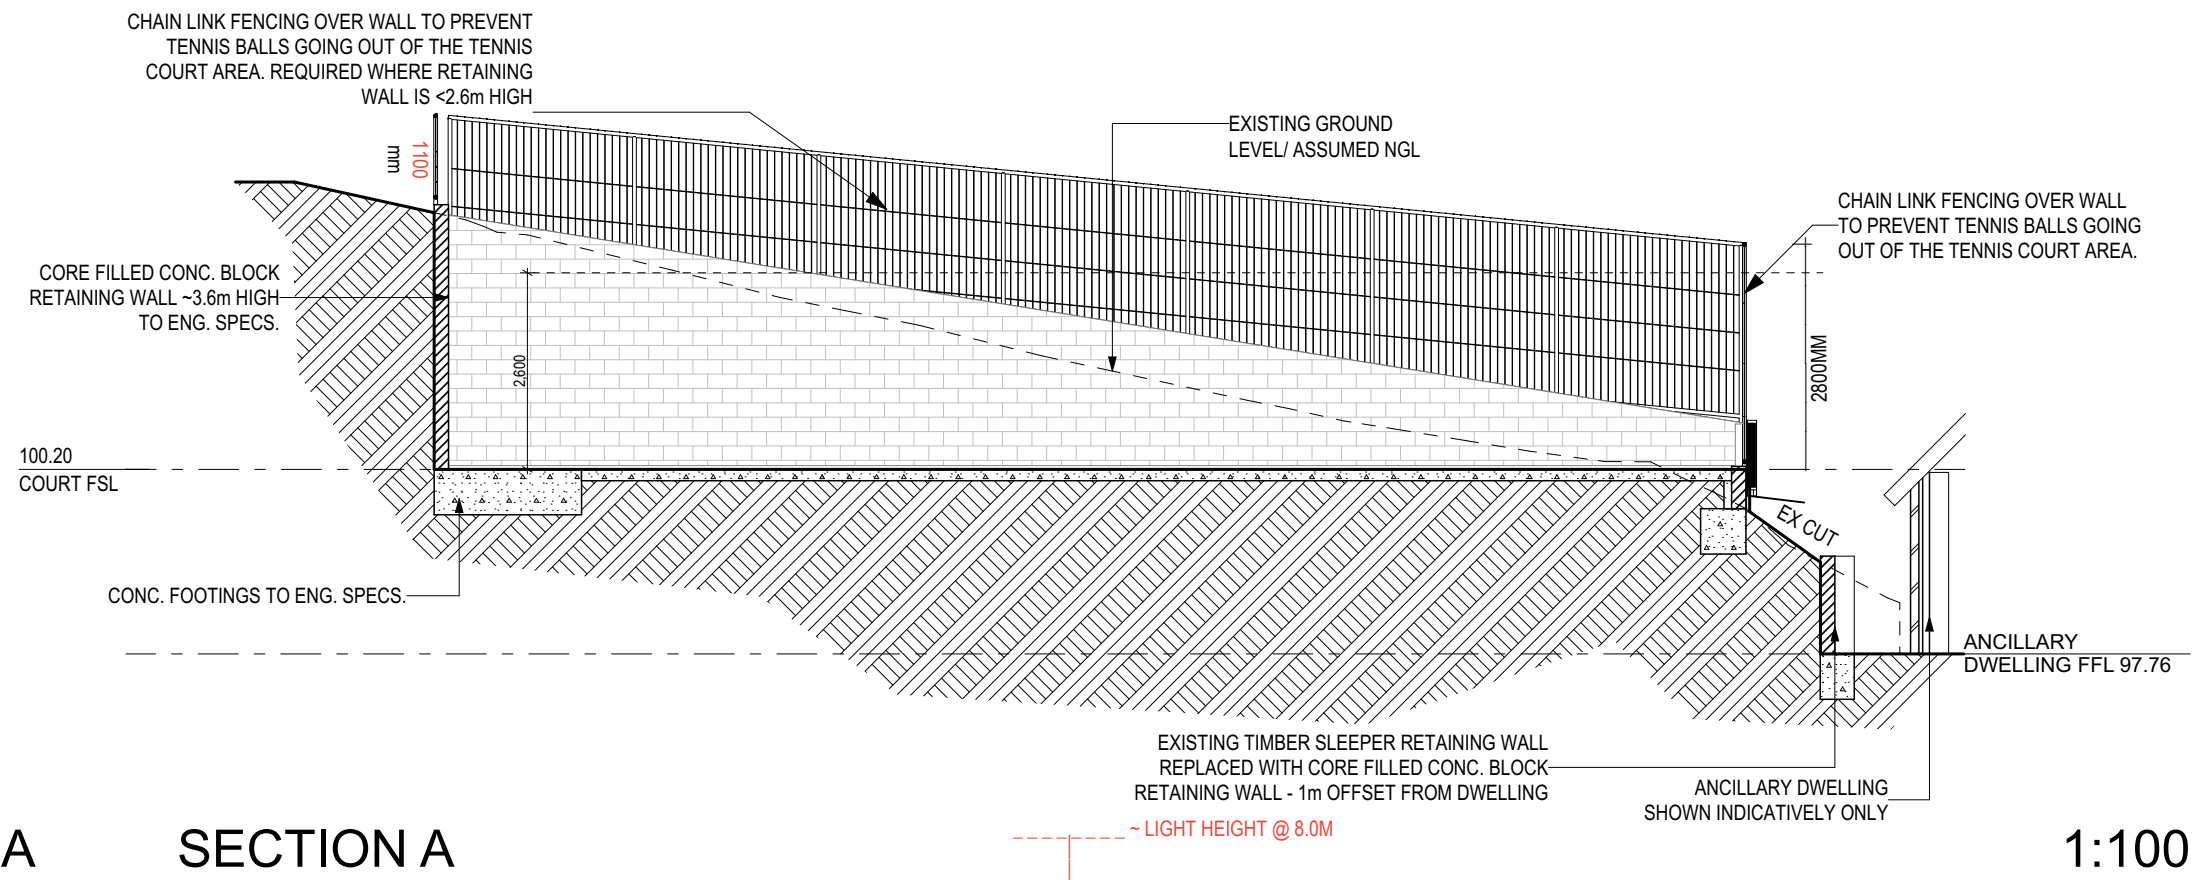 CHAIN LINK FENCING OVER WALL TO PREVENT
TENNIS BALLS GOING OUT OF THE TENNIS
COURT AREA. REQUIRED WHERE RETAINING
WALL IS <2.6m HIGH
1100
mm
EXISTING GROUND
LEVEL/ ASSUMED NGL
CHAIN LINK FENCING OVER WALL
TO PREVENT TENNIS BALLS GOING
OUT OF THE TENNIS COURT AREA.
CORE FILLED CONC. BLOCK
RETAINING WALL ~3.6m HIGH
TO ENG. SPECS.
2,600
2800MM
100.20
COURT FSL
EX CUT
CONC. FOOTINGS TO ENG. SPECS.
ANCILLARY
DWELLING FFL 97.76
EXISTING TIMBER SLEEPER RETAINING WALL
REPLACED WITH CORE FILLED CONC. BLOCK
RETAINING WALL - 1m OFFSET FROM DWELLING
ANCILLARY DWELLING
SHOWN INDICATIVELY ONLY
~ LIGHT HEIGHT @ 8.0M
A
SECTION A
1:100